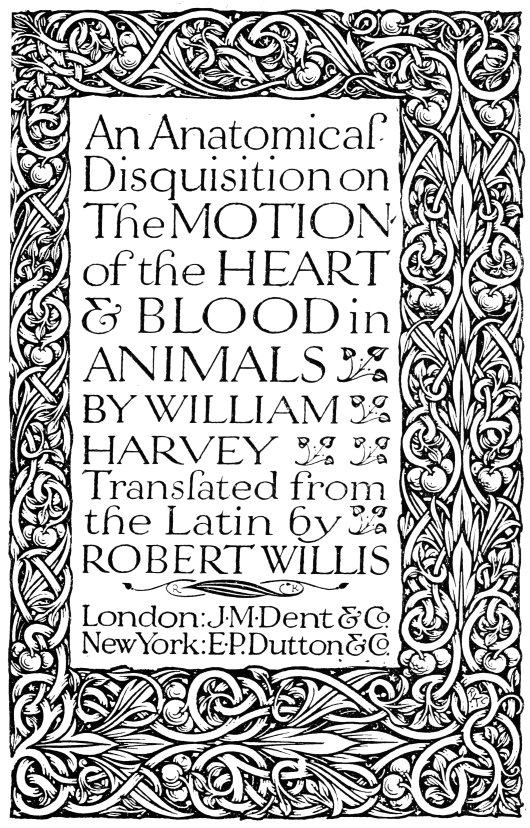 An Anatomical
Disquisition on
The MOTION
of the HEART
& BLOOD in
ANIMALS
BY WILLIAM
HARVEY
Translated from
the Latin by
ROBERT WILLIS
R K
London: J·M·Dent & Co.
New York: E·P. Dutton & Co.